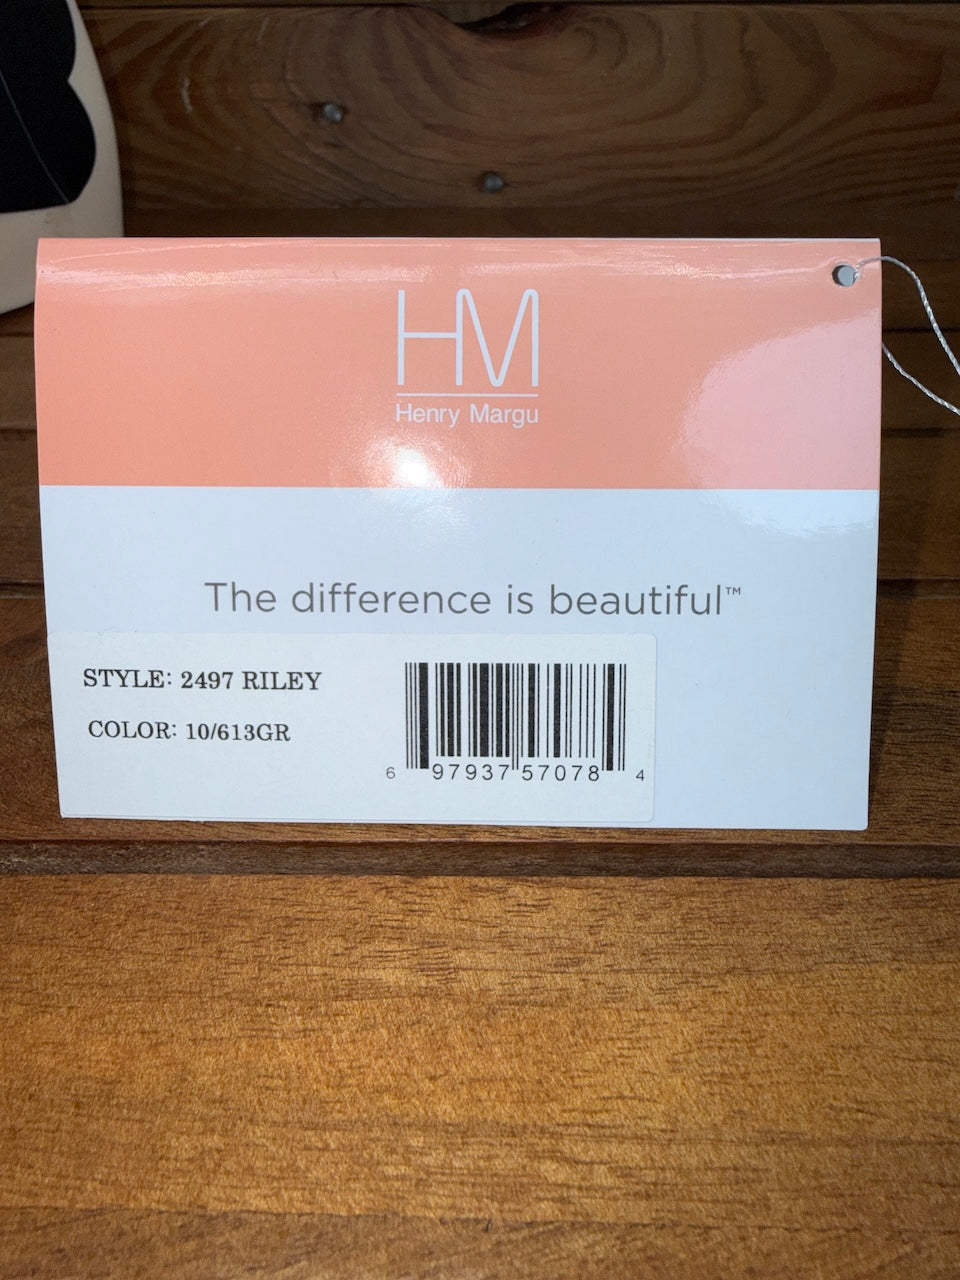 HM
Henry Margu
The difference is beautiful™
STYLE: 2497 RILEY
COLOR: 10/613GR
6 97937 57078 4